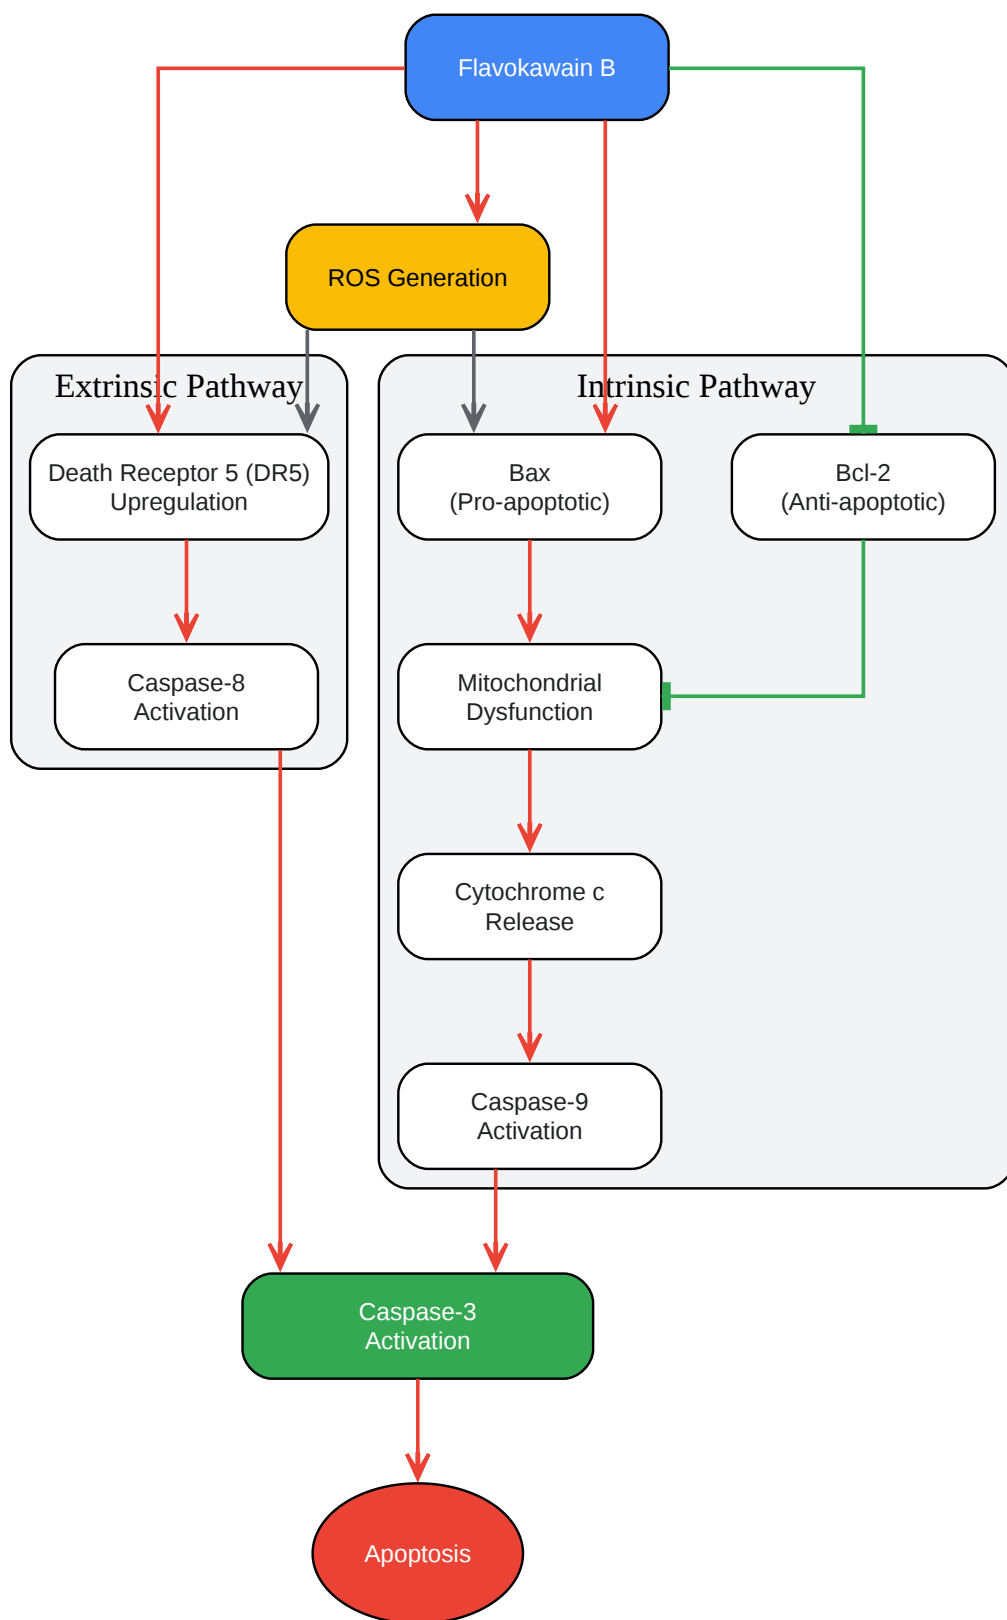 Flavokawain B
ROS Generation
Extrinsic Pathway
Intrinsic Pathway
Death Receptor 5 (DR5)
Upregulation
Bax
(Pro-apoptotic)
Bcl-2
(Anti-apoptotic)
Caspase-8
Activation
Mitochondrial
Dysfunction
Cytochrome c
Release
Caspase-9
Activation
Caspase-3
Activation
Apoptosis